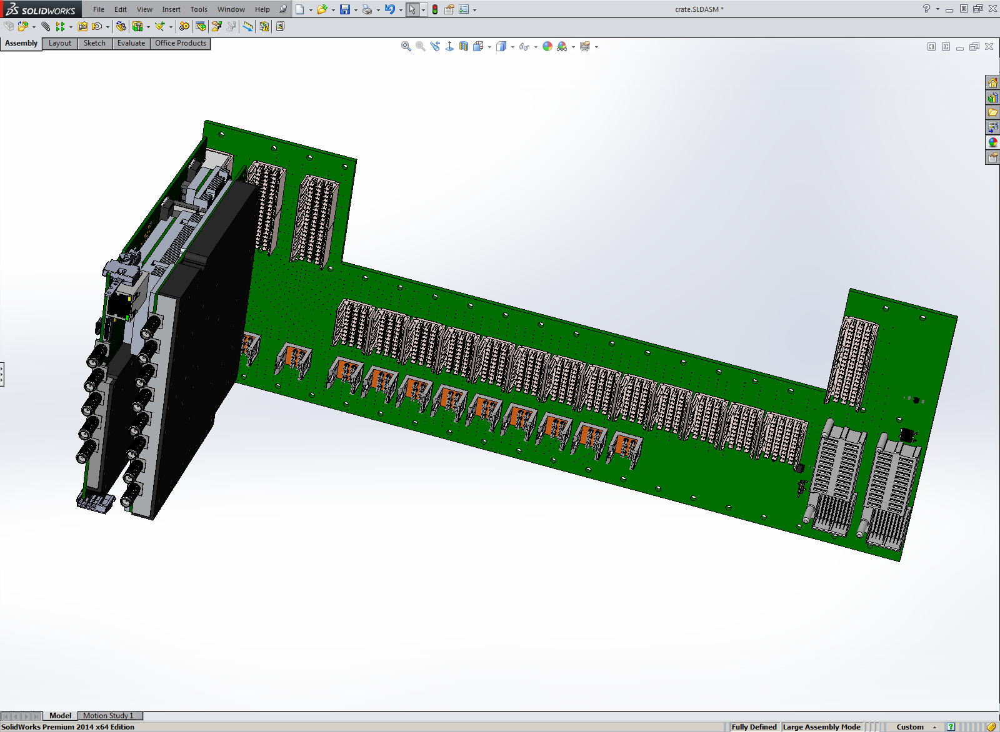 SOLIDWORKS File Edit View Insert Tools Window Help crate.SLDASM * ?
Assembly Layout Sketch Evaluate Office Products
Model Motion Study 1
SolidWorks Premium 2014 x64 Edition Fully Defined Large Assembly Mode Custom ?